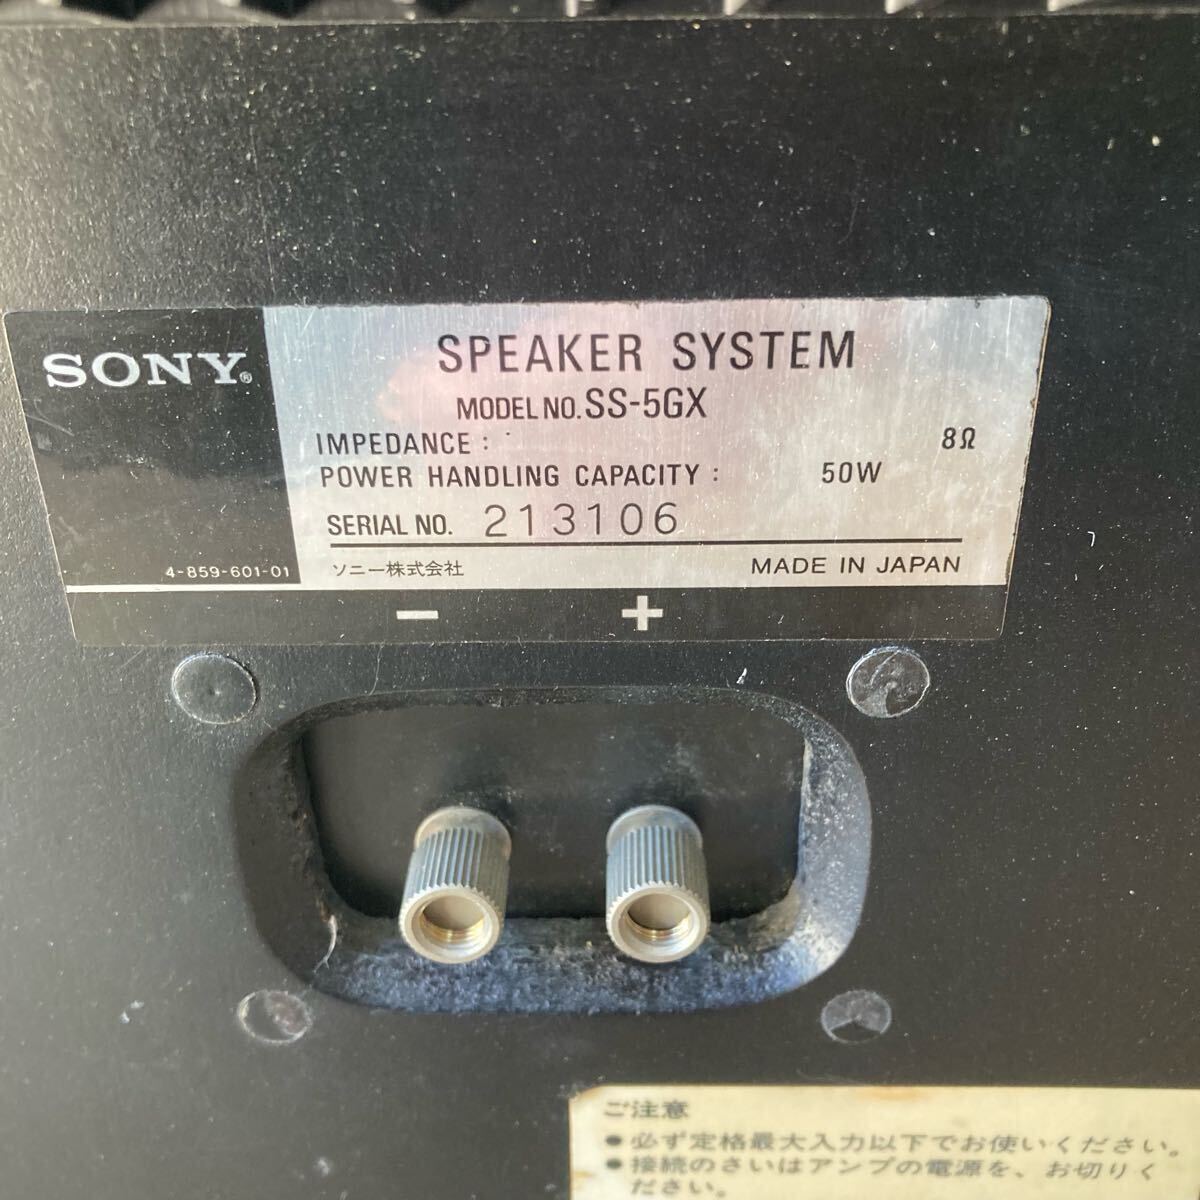 SONY®
SPEAKER SYSTEM
MODEL NO. SS-5GX
IMPEDANCE : 8Ω
POWER HANDLING CAPACITY : 50W
SERIAL NO. 213106
4-859-601-01
ソニー株式会社 MADE IN JAPAN
− +
ご注意
●必ず定格最大入力以下でお使いください。
●接続のさいはアンプの電源を、お切りく
ださい。